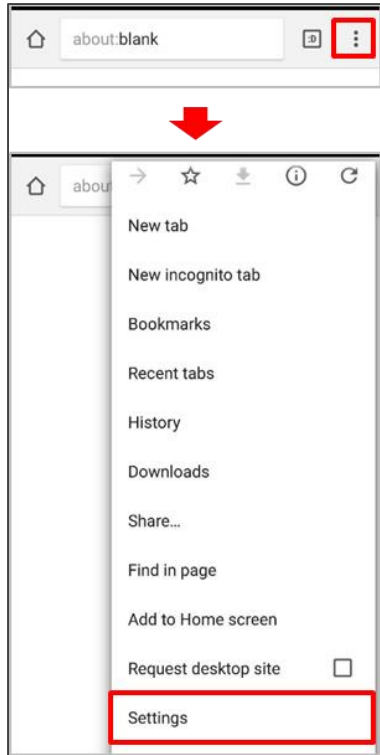 about:blank
:D
abou
New tab
New incognito tab
Bookmarks
Recent tabs
History
Downloads
Share...
Find in page
Add to Home screen
Request desktop site
Settings